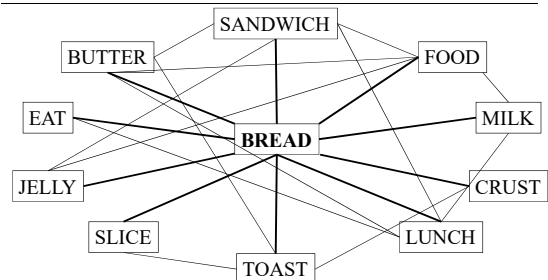 SANDWICH
BUTTER
FOOD
EAT
MILK
BREAD
JELLY
CRUST
SLICE
LUNCH
TOAST